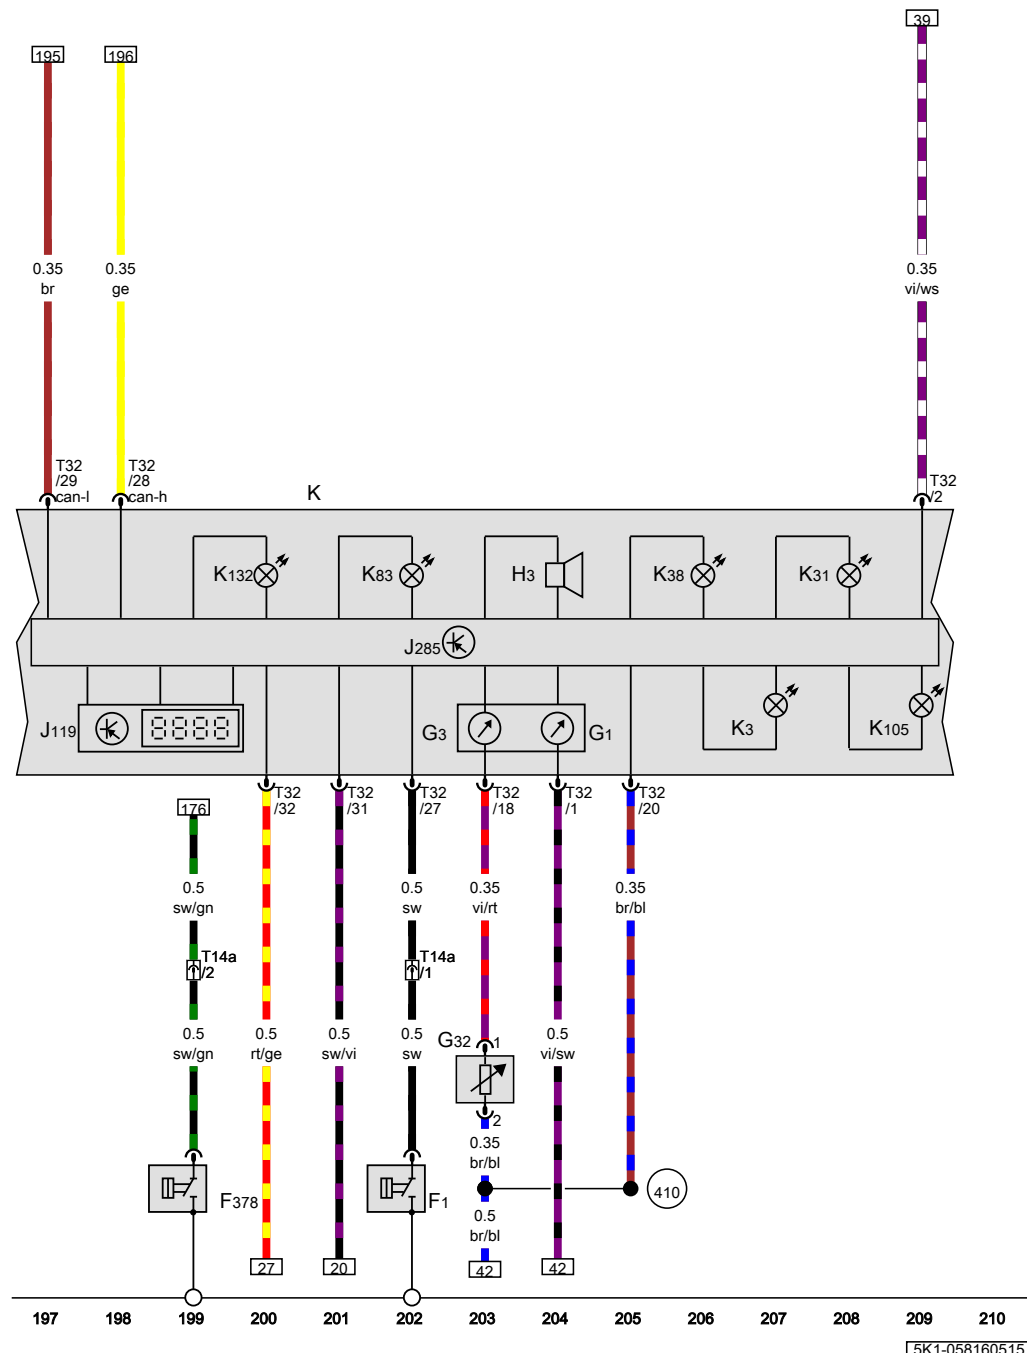 39
195
196
0.35
br
0.35
ge
0.35
vi/ws
T32
/29
can-l
T32
/28
can-h
K
T32
/2
K132
K83
H3
K38
K31
J285
J119
G3
G1
K3
K105
176
T32
/32
T32
/31
T32
/27
T32
/18
T32
/1
T32
/20
0.5
sw/gn
0.5
sw
0.35
vi/rt
0.35
br/bl
T14a
/2
T14a
/1
0.5
sw/gn
0.5
rt/ge
0.5
sw/vi
0.5
sw
G32
1
0.5
vi/sw
2
0.35
br/bl
F378
F1
410
0.5
br/bl
27
20
42
42
197 198 199 200 201 202 203 204 205 206 207 208 209 210
5K1-058160515